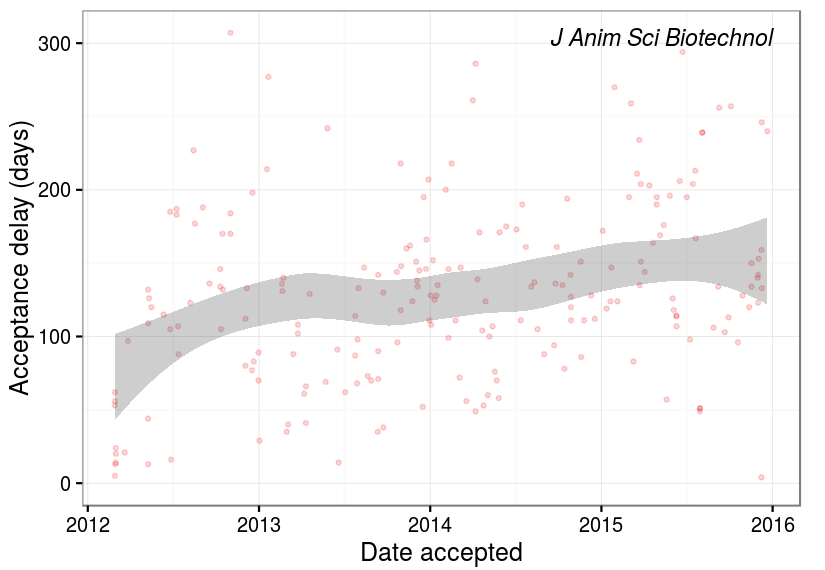 J Anim Sci Biotechnol
Acceptance delay (days)
300
200
100
0
2012 2013 2014 2015 2016
Date accepted